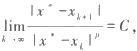 lim_{k→∞} |x* − x_{k+1}| / |x* − x_k|^p = C,